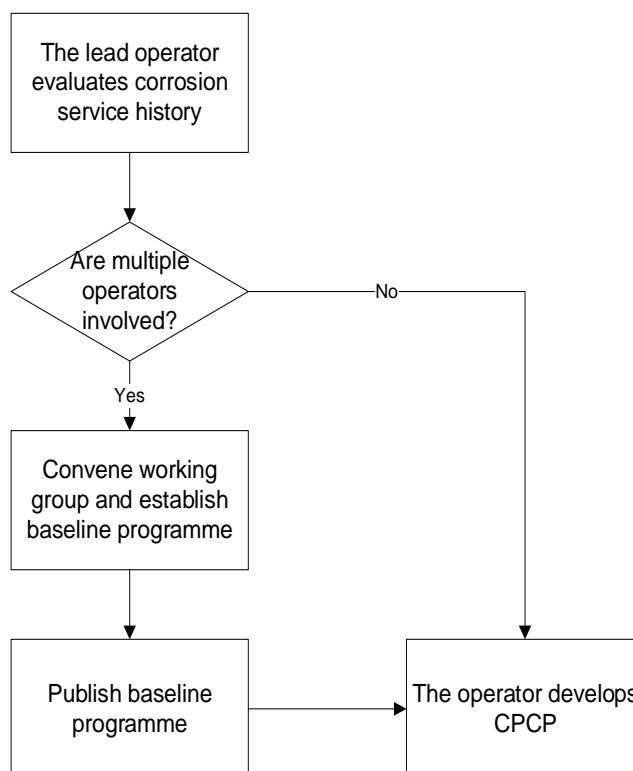 The lead operator
evaluates corrosion
service history
Are multiple
operators
involved?
No
Yes
Convene working
group and establish
baseline programme
Publish baseline
programme
The operator develops
CPCP